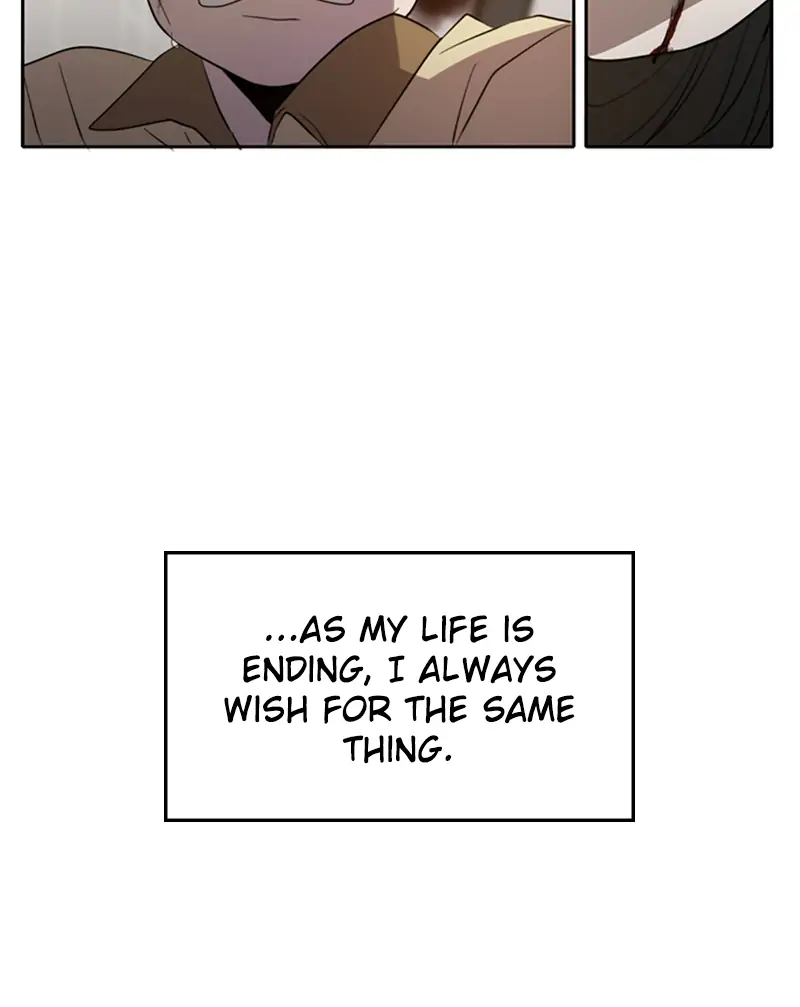 ...AS MY LIFE IS
ENDING, I ALWAYS
WISH FOR THE SAME
THING.